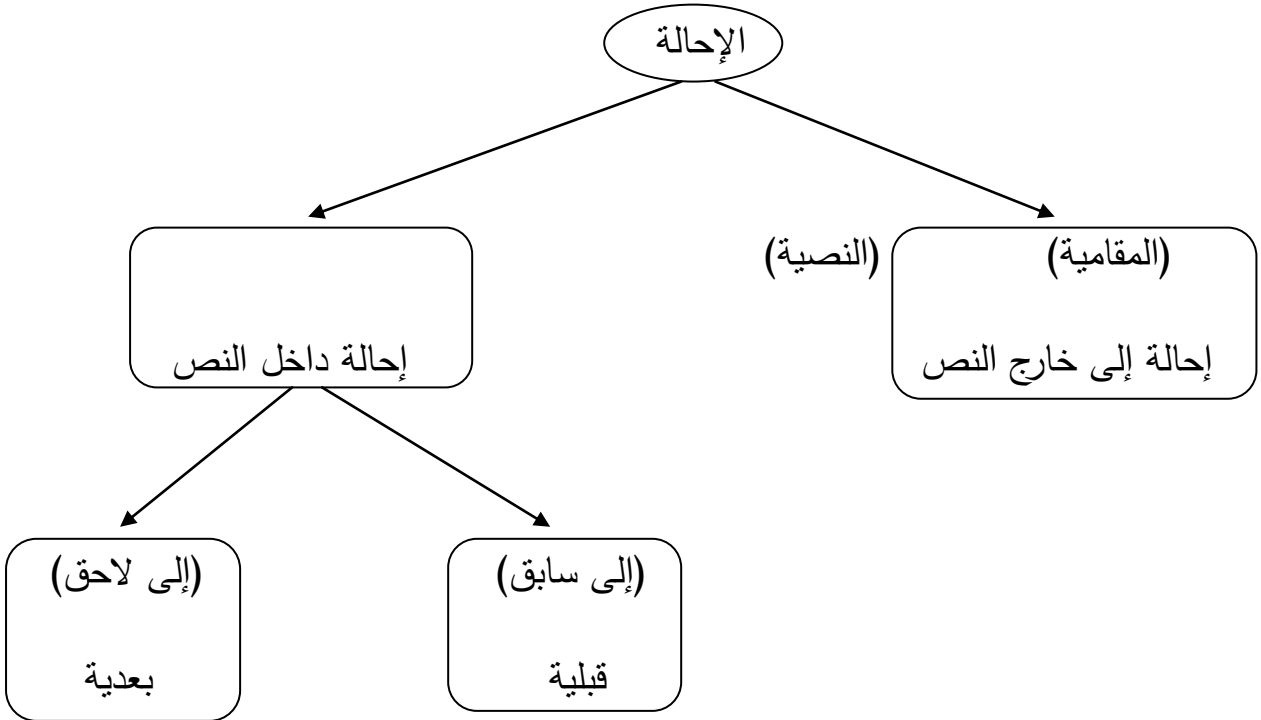 الإحالة
(المقامية)
(النصية)
إحالة إلى خارج النص
إحالة داخل النص
(إلى سابق)
(إلى لاحق)
قبلية
بعدية